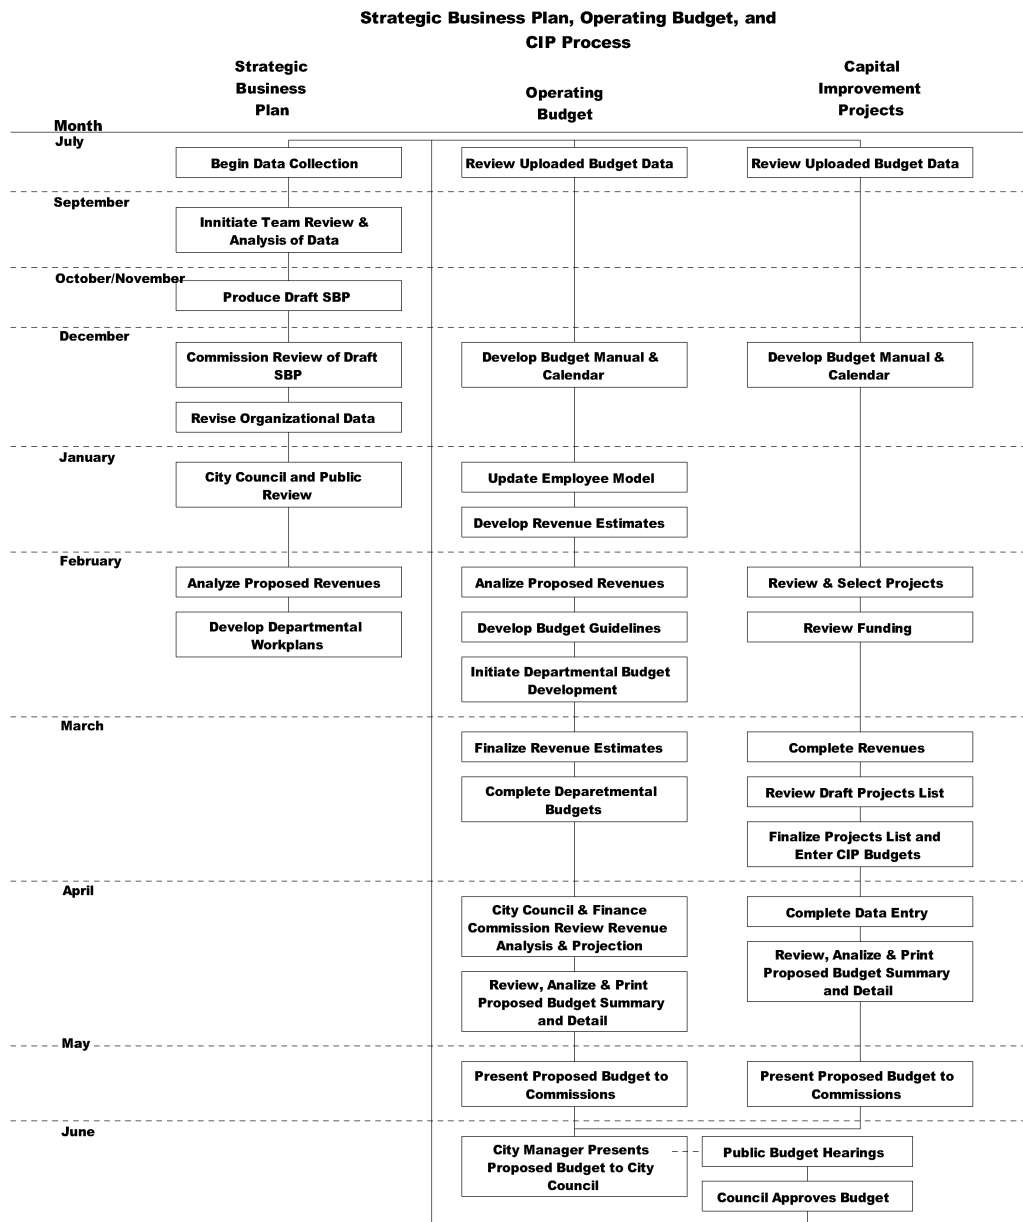 Strategic Business Plan, Operating Budget, and
CIP Process
Strategic
Business
Plan
Operating
Budget
Capital
Improvement
Projects
Month
July
Begin Data Collection
Review Uploaded Budget Data
Review Uploaded Budget Data
September
Innitiate Team Review &
Analysis of Data
October/November
Produce Draft SBP
December
Commission Review of Draft
SBP
Develop Budget Manual &
Calendar
Develop Budget Manual &
Calendar
Revise Organizational Data
January
City Council and Public
Review
Update Employee Model
Develop Revenue Estimates
February
Analyze Proposed Revenues
Analize Proposed Revenues
Review & Select Projects
Develop Departmental
Workplans
Develop Budget Guidelines
Review Funding
Initiate Departmental Budget
Development
March
Finalize Revenue Estimates
Complete Revenues
Complete Deparetmental
Budgets
Review Draft Projects List
Finalize Projects List and
Enter CIP Budgets
April
City Council & Finance
Commission Review Revenue
Analysis & Projection
Complete Data Entry
Review, Analize & Print
Proposed Budget Summary
and Detail
Review, Analize & Print
Proposed Budget Summary
and Detail
May
Present Proposed Budget to
Commissions
Present Proposed Budget to
Commissions
June
City Manager Presents
Proposed Budget to City
Council
Public Budget Hearings
Council Approves Budget